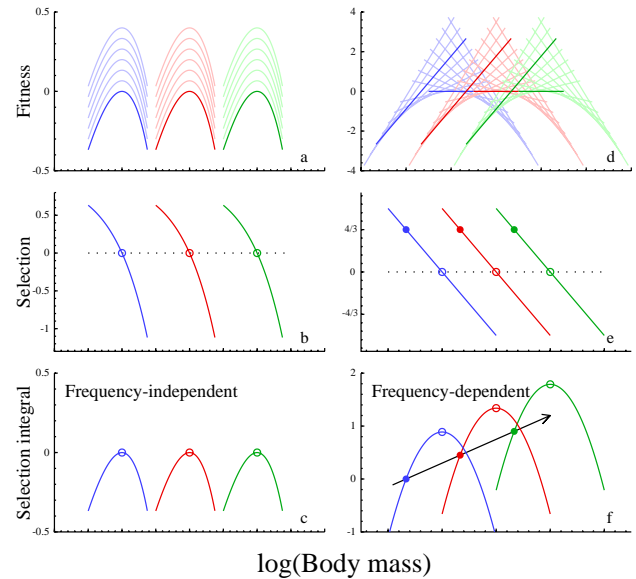 0.5
0
-0.5
Fitness
a
4
2
0
-2
-4
d
0.5
0
-1
Selection
b
4/3
0
-4/3
e
0.5
0
-0.5
Selection integral
Frequency-independent
c
2
1
0
-1
Frequency-dependent
f
log(Body mass)